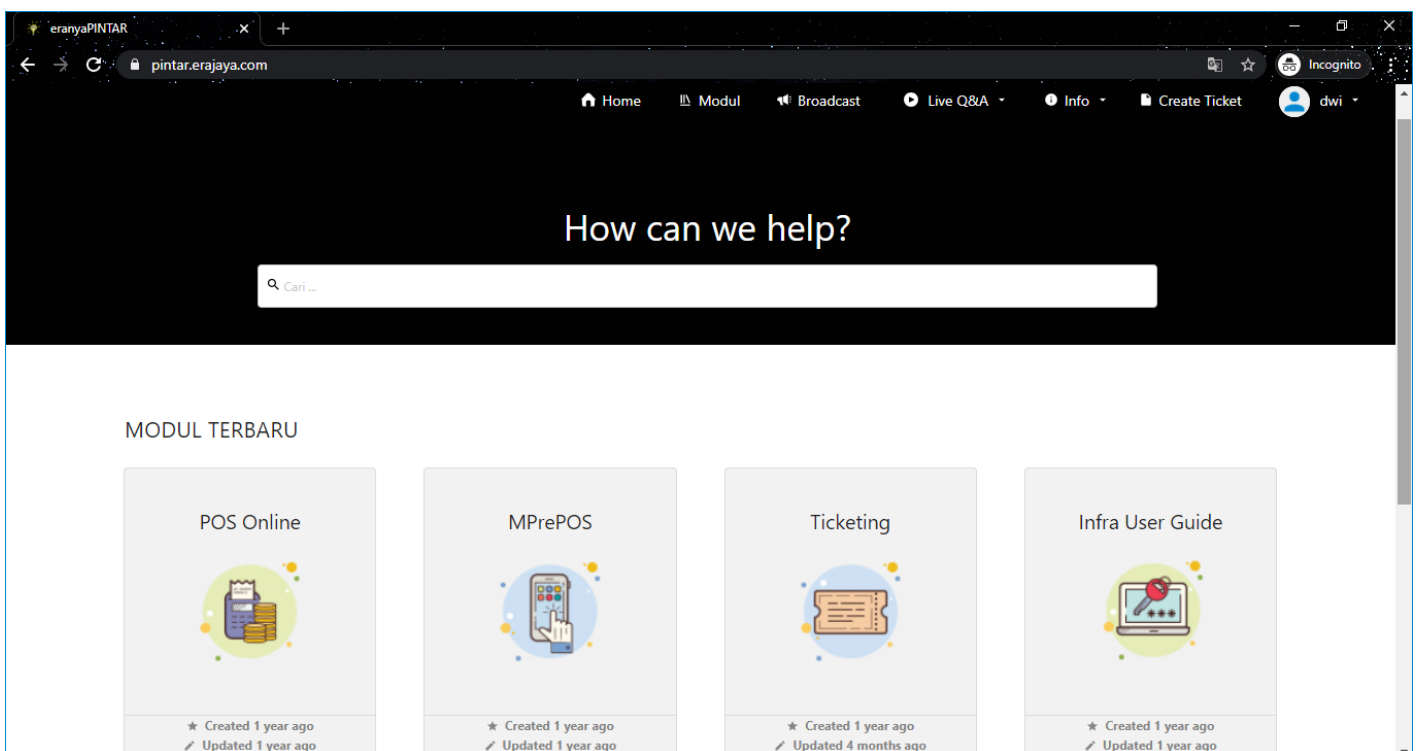 eranyaPINTAR
pintar.erajaya.com
Incognito
Home Modul Broadcast Live Q&A Info Create Ticket dwi
How can we help?
Cari ...
MODUL TERBARU
POS Online MPrePOS Ticketing Infra User Guide
***
Created 1 year ago Created 1 year ago Created 1 year ago Created 1 year ago
Updated 1 year ago Updated 1 year ago Updated 4 months ago Updated 1 year ago